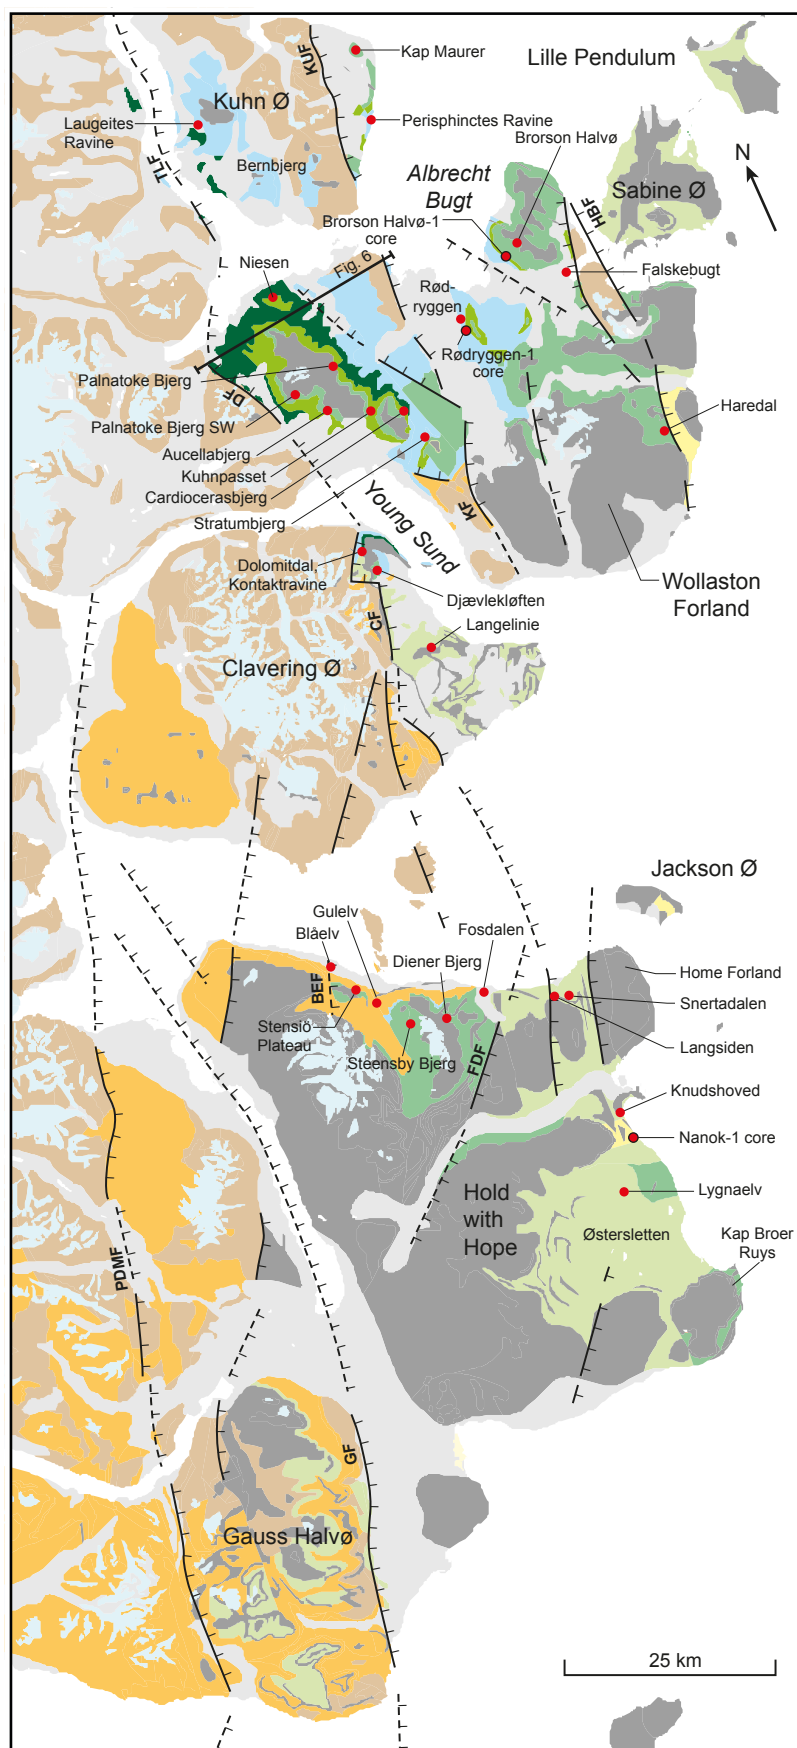 Kap Maurer
Lille Pendulum
KUF
Kuhn Ø
Laugeites
Ravine
Perisphinctes Ravine
Brorson Halvø
TLF
Bernbjerg
Albrecht
Bugt
N
Sabine Ø
HBF
Brorson Halvø-1
core
Fig. 6
Niesen
Falskebugt
Rød-
ryggen
Rødryggen-1
core
Palnatoke Bjerg
DF
Haredal
Palnatoke Bjerg SW
Aucellabjerg
Kuhnpasset
Cardiocerasbjerg
Stratumbjerg
KF
Young Sund
Dolomitdal,
Kontaktravine
Wollaston
Forland
Djævlekløften
Langelinie
CF
Clavering Ø
Jackson Ø
Gulelv
Blåelv
Fosdalen
Diener Bjerg
Home Forland
BEF
Snertadalen
Stensiö
Plateau
Steensby Bjerg
FDF
Langsiden
Knudshoved
Nanok-1 core
Hold
with
Hope
Lygnaelv
Østersletten
Kap Broer
Ruys
PDMF
GF
Gauss Halvø
25 km